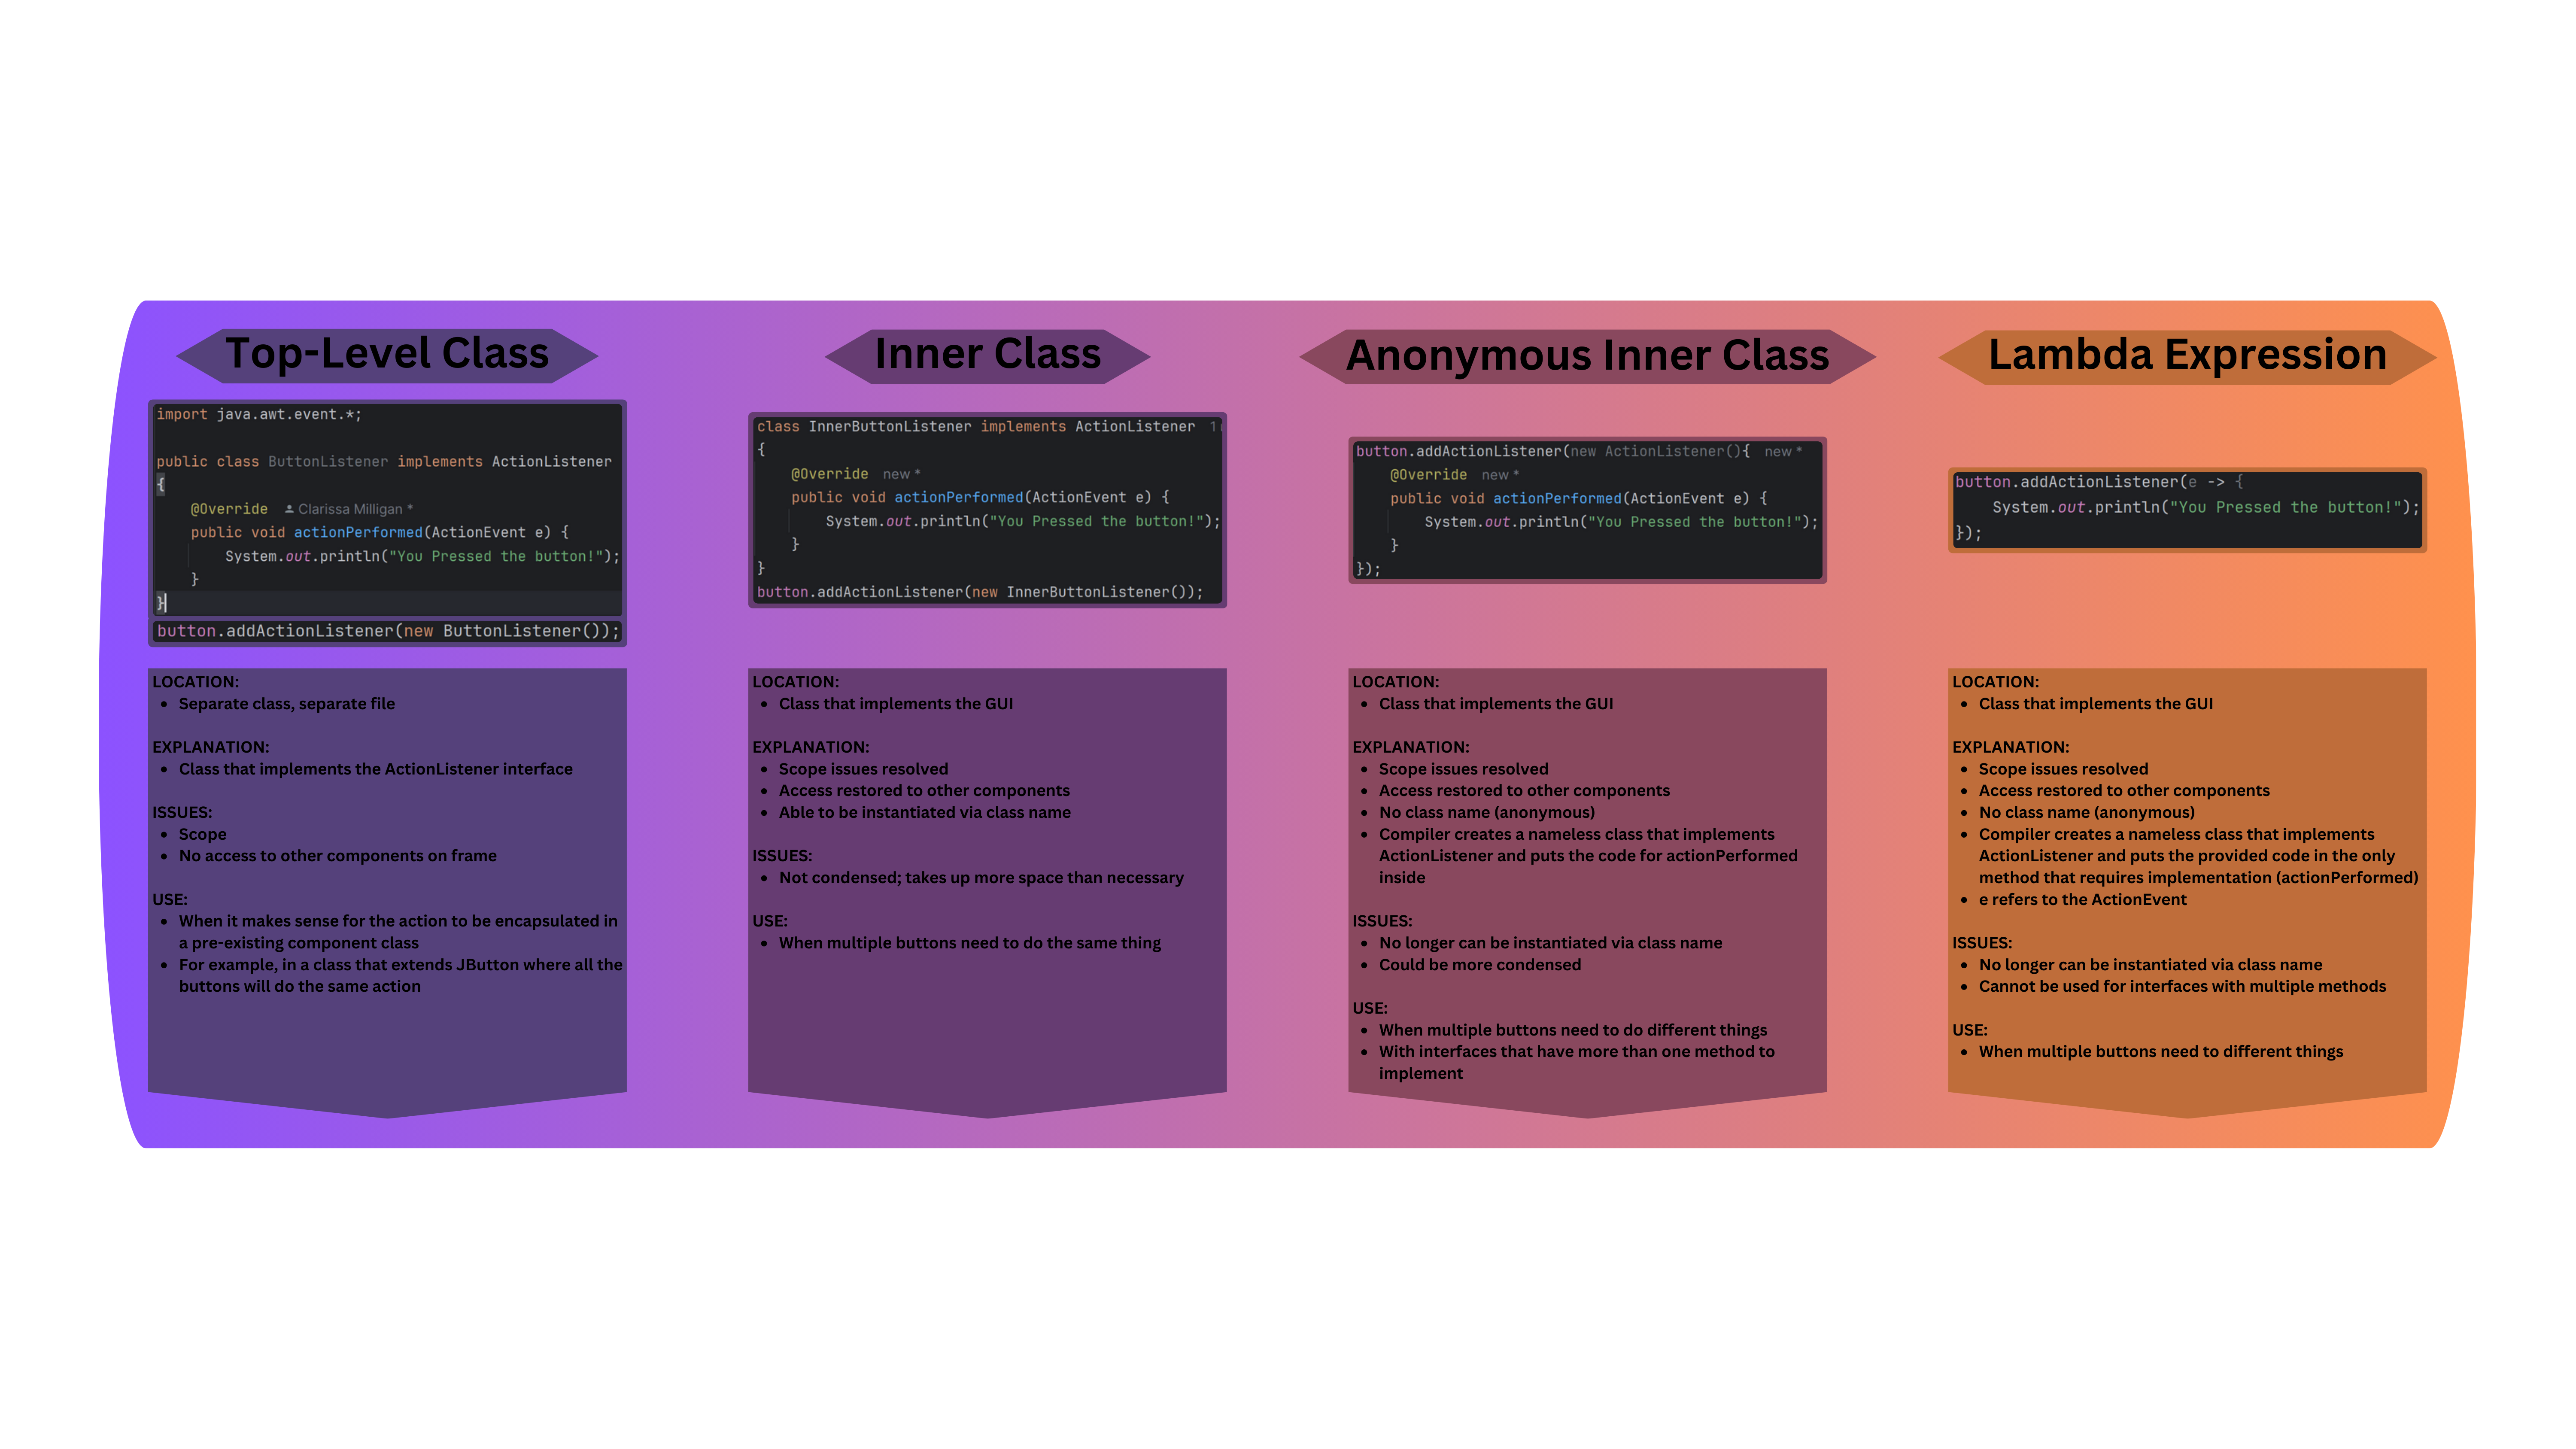 Top-Level Class
import java.awt.event.*;
public class ButtonListener implements ActionListener
{
@Override Clarissa Milligan *
public void actionPerformed(ActionEvent e) {
System.out.println("You Pressed the button!");
}
}
button.addActionListener(new ButtonListener());
LOCATION:
• Separate class, separate file
EXPLANATION:
• Class that implements the ActionListener interface
ISSUES:
• Scope
• No access to other components on frame
USE:
• When it makes sense for the action to be encapsulated in
a pre-existing component class
• For example, in a class that extends JButton where all the
buttons will do the same action
Inner Class
class InnerButtonListener implements ActionListener 1
{
@Override new *
public void actionPerformed(ActionEvent e) {
System.out.println("You Pressed the button!");
}
}
button.addActionListener(new InnerButtonListener());
LOCATION:
• Class that implements the GUI
EXPLANATION:
• Scope issues resolved
• Access restored to other components
• Able to be instantiated via class name
ISSUES:
• Not condensed; takes up more space than necessary
USE:
• When multiple buttons need to do the same thing
Anonymous Inner Class
button.addActionListener(new ActionListener(){ new *
@Override new *
public void actionPerformed(ActionEvent e) {
System.out.println("You Pressed the button!");
}
});
LOCATION:
• Class that implements the GUI
EXPLANATION:
• Scope issues resolved
• Access restored to other components
• No class name (anonymous)
• Compiler creates a nameless class that implements
ActionListener and puts the code for actionPerformed
inside
ISSUES:
• No longer can be instantiated via class name
• Could be more condensed
USE:
• When multiple buttons need to do different things
• With interfaces that have more than one method to
implement
Lambda Expression
button.addActionListener(e -> {
System.out.println("You Pressed the button!");
});
LOCATION:
• Class that implements the GUI
EXPLANATION:
• Scope issues resolved
• Access restored to other components
• No class name (anonymous)
• Compiler creates a nameless class that implements
ActionListener and puts the provided code in the only
method that requires implementation (actionPerformed)
• e refers to the ActionEvent
ISSUES:
• No longer can be instantiated via class name
• Cannot be used for interfaces with multiple methods
USE:
• When multiple buttons need to different things